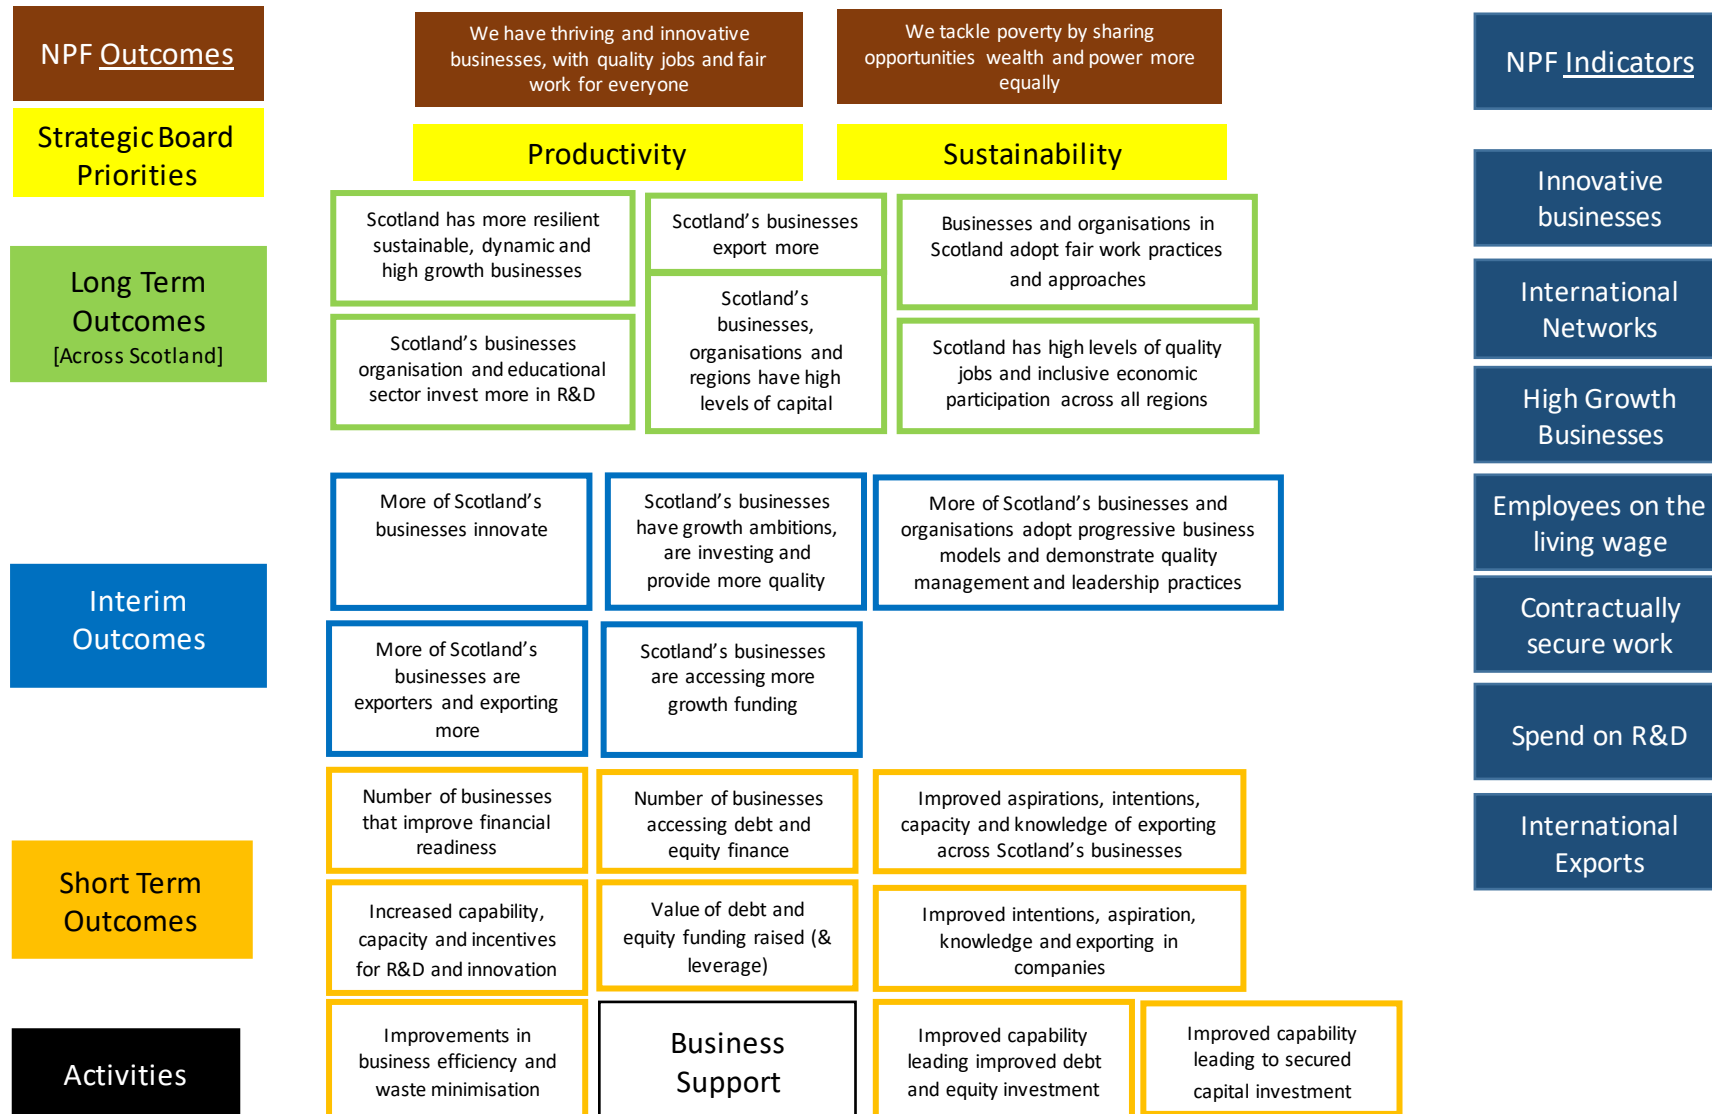 NPF Outcomes
We have thriving and innovative
businesses, with quality jobs and fair
work for everyone
We tackle poverty by sharing
opportunities wealth and power more
equally
NPF Indicators
Strategic Board
Priorities
Productivity
Sustainability
Long Term
Outcomes
[Across Scotland]
Scotland has more resilient
sustainable, dynamic and
high growth businesses
Scotland's businesses
export more
Businesses and organisations in
Scotland adopt fair work practices
and approaches
Scotland's businesses
organisation and educational
sector invest more in R&D
Scotland's
businesses,
organisations and
regions have high
levels of capital
Scotland has high levels of quality
jobs and inclusive economic
participation across all regions
Interim
Outcomes
More of Scotland's
businesses innovate
Scotland's businesses
have growth ambitions,
are investing and
provide more quality
More of Scotland's businesses and
organisations adopt progressive business
models and demonstrate quality
management and leadership practices
More of Scotland's
businesses are
exporters and exporting
more
Scotland's businesses
are accessing more
growth funding
Short Term
Outcomes
Number of businesses
that improve financial
readiness
Number of businesses
accessing debt and
equity finance
Improved aspirations, intentions,
capacity and knowledge of exporting
across Scotland's businesses
Increased capability,
capacity and incentives
for R&D and innovation
Value of debt and
equity funding raised (&
leverage)
Improved intentions, aspiration,
knowledge and exporting in
companies
Activities
Improvements in
business efficiency and
waste minimisation
Business
Support
Improved capability
leading improved debt
and equity investment
Improved capability
leading to secured
capital investment
Innovative
businesses
International
Networks
High Growth
Businesses
Employees on the
living wage
Contractually
secure work
Spend on R&D
International
Exports